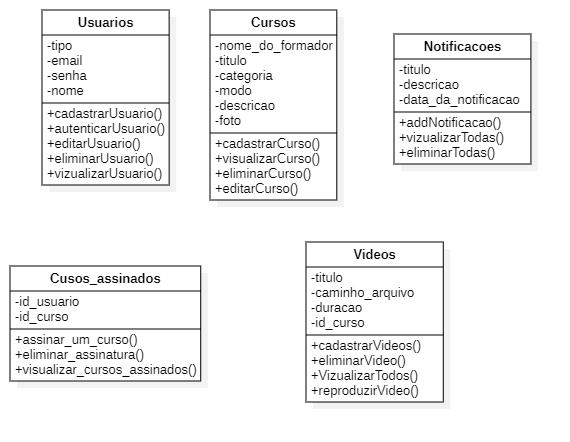 Usuarios
-tipo
-email
-senha
-nome
+cadastrarUsuario()
+autenticarUsuario()
+editarUsuario()
+eliminarUsuario()
+vizualizarUsuario()
Cursos
-nome_do_formador
-titulo
-categoria
-modo
-descricao
-foto
+cadastrarCurso()
+visualizarCurso()
+eliminarCurso()
+editarCurso()
Notificacoes
-titulo
-descricao
-data_da_notificacao
+addNotificacao()
+vizualizarTodas()
+eliminarTodas()
Cusos_assinados
-id_usuario
-id_curso
+assinar_um_curso()
+eliminar_assinatura()
+visualizar_cursos_assinados()
Videos
-titulo
-caminho_arquivo
-duracao
-id_curso
+cadastrarVideos()
+eliminarVideo()
+VizualizarTodos()
+reproduzirVideo()